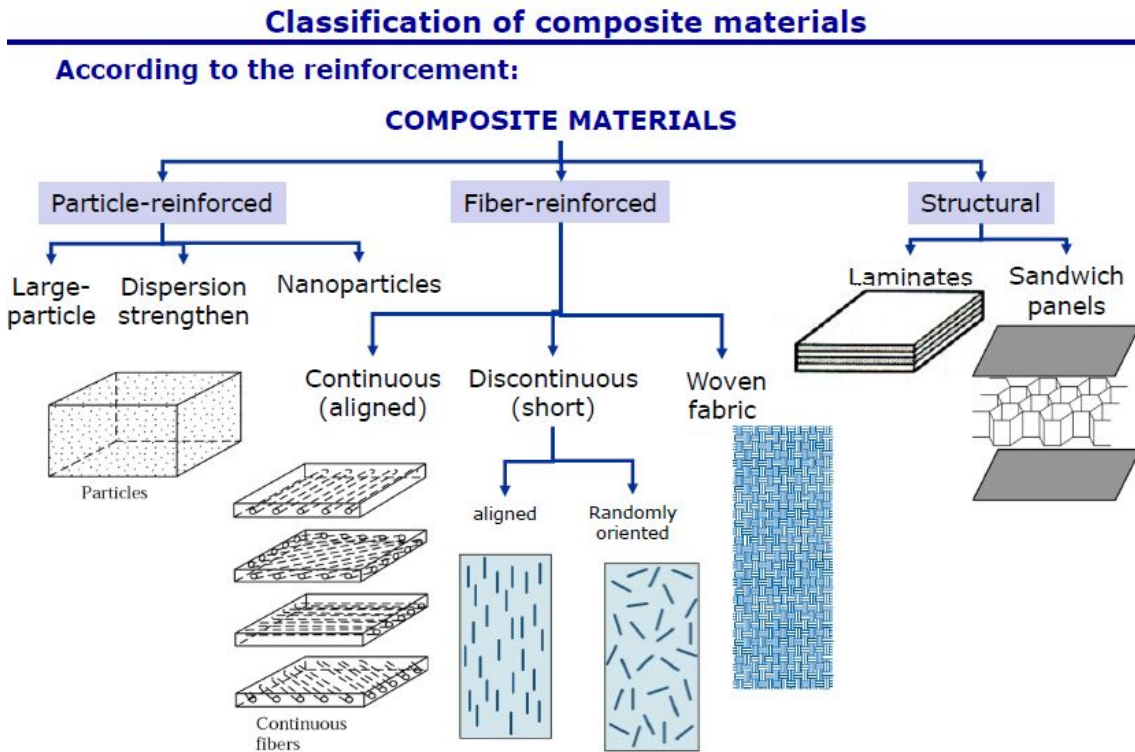 Classification of composite materials
According to the reinforcement:
COMPOSITE MATERIALS
Particle-reinforced
Fiber-reinforced
Structural
Large-
particle
Dispersion
strengthen
Nanoparticles
Laminates
Sandwich
panels
Continuous
(aligned)
Discontinuous
(short)
Woven
fabric
Particles
aligned
Randomly
oriented
Continuous
fibers